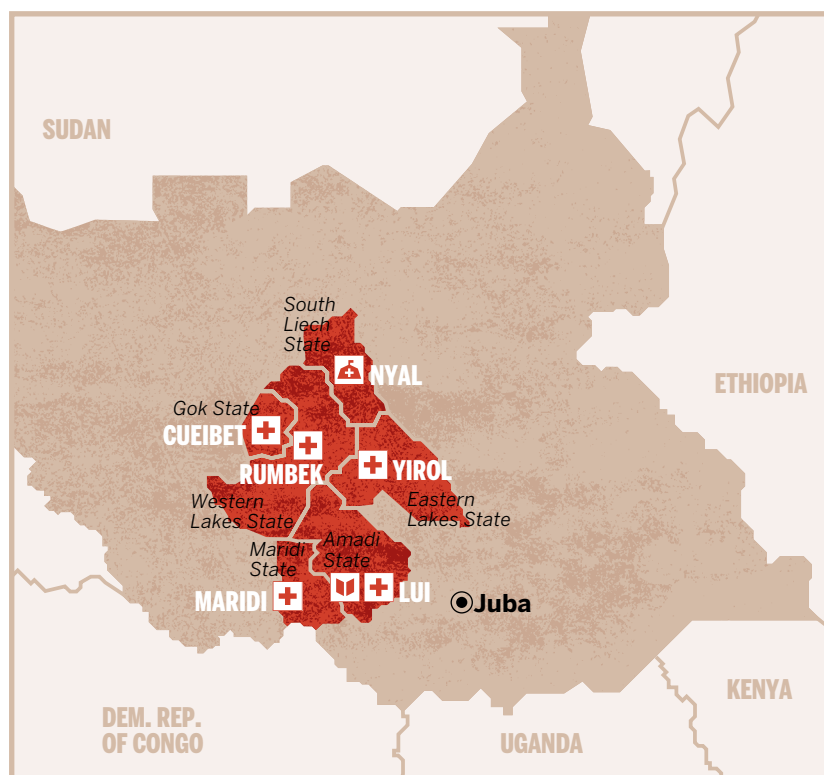 SUDAN
South
Liech
State
NYAL
ETHIOPIA
Gok State
CUEIBET
RUMBEK
YIROL
Western
Lakes State
Eastern
Lakes State
Maridi
State
Amadi
State
MARIDI
LUI
Juba
KENYA
DEM. REP.
OF CONGO
UGANDA